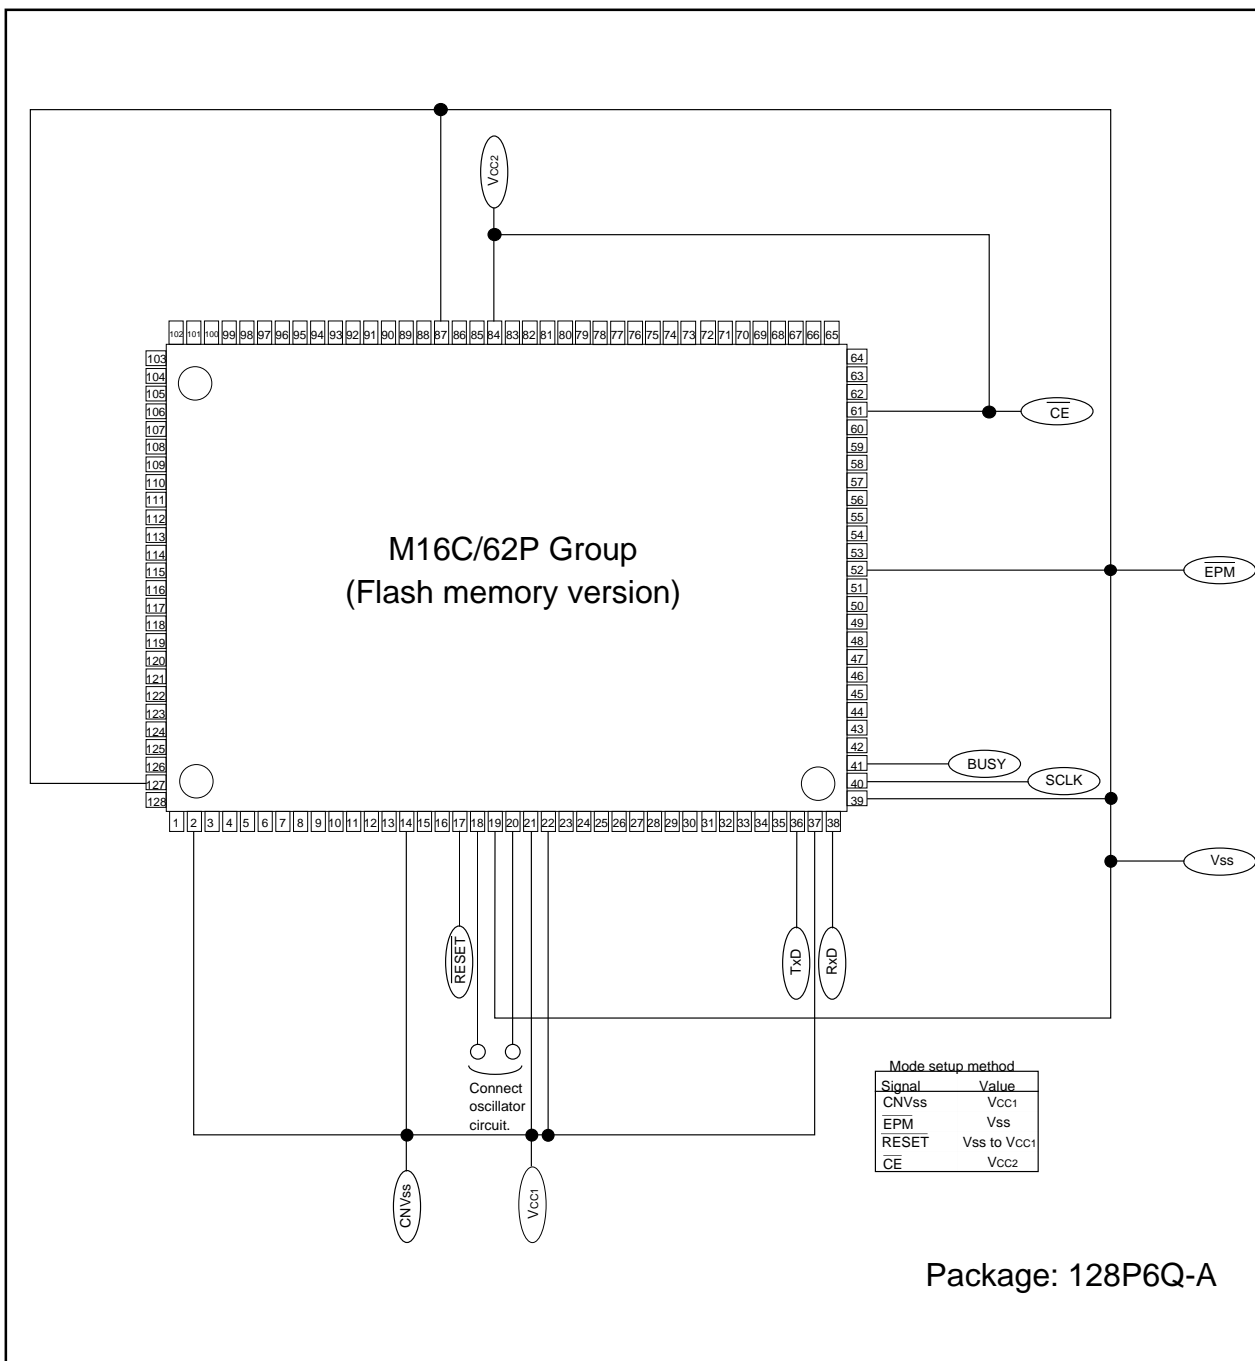 VCC2
102 101 100 99 98 97 96 95 94 93 92 91 90 89 88 87 86 85 84 83 82 81 80 79 78 77 76 75 74 73 72 71 70 69 68 67 66 65
103
104
105
106
107
108
109
110
111
112
113
114
115
116
117
118
119
120
121
122
123
124
125
126
127
128
M16C/62P Group
(Flash memory version)
64
63
62
61
60
59
58
57
56
55
54
53
52
51
50
49
48
47
46
45
44
43
42
41
40
39
CE
EPM
BUSY
SCLK
Vss
1 2 3 4 5 6 7 8 9 10 11 12 13 14 15 16 17 18 19 20 21 22 23 24 25 26 27 28 29 30 31 32 33 34 35 36 37 38
RESET
TxD
RxD
Connect
oscillator
circuit.
CNVss
VCC1
Mode setup method
Signal Value
CNVss VCC1
EPM Vss
RESET Vss to VCC1
CE VCC2
Package: 128P6Q-A